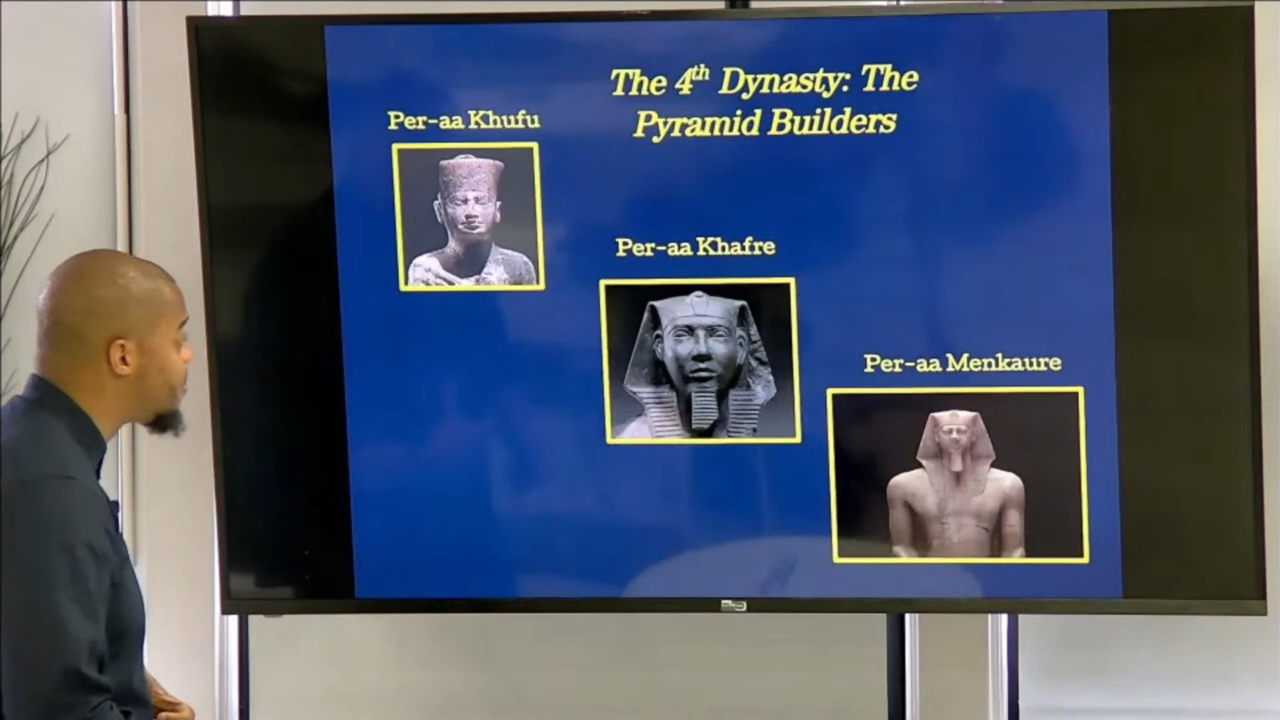 The 4th Dynasty: The
Pyramid Builders
Per-aa Khufu
Per-aa Khafre
Per-aa Menkaure